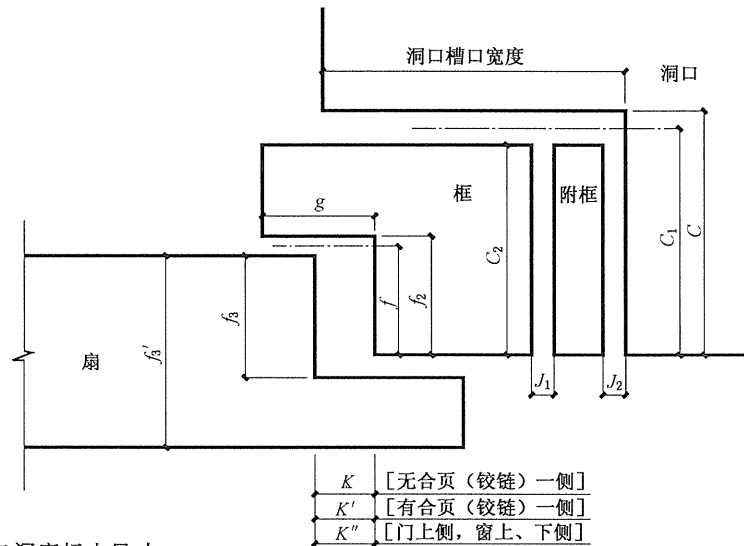 洞口槽口宽度
洞口
框
附框
g
C₂
C₁
C
f
f₂
f₃
f₃′
扇
J₁
J₂
K [无合页（铰链）一侧]
K′ [有合页（铰链）一侧]
K″ [门上侧，窗上、下侧]